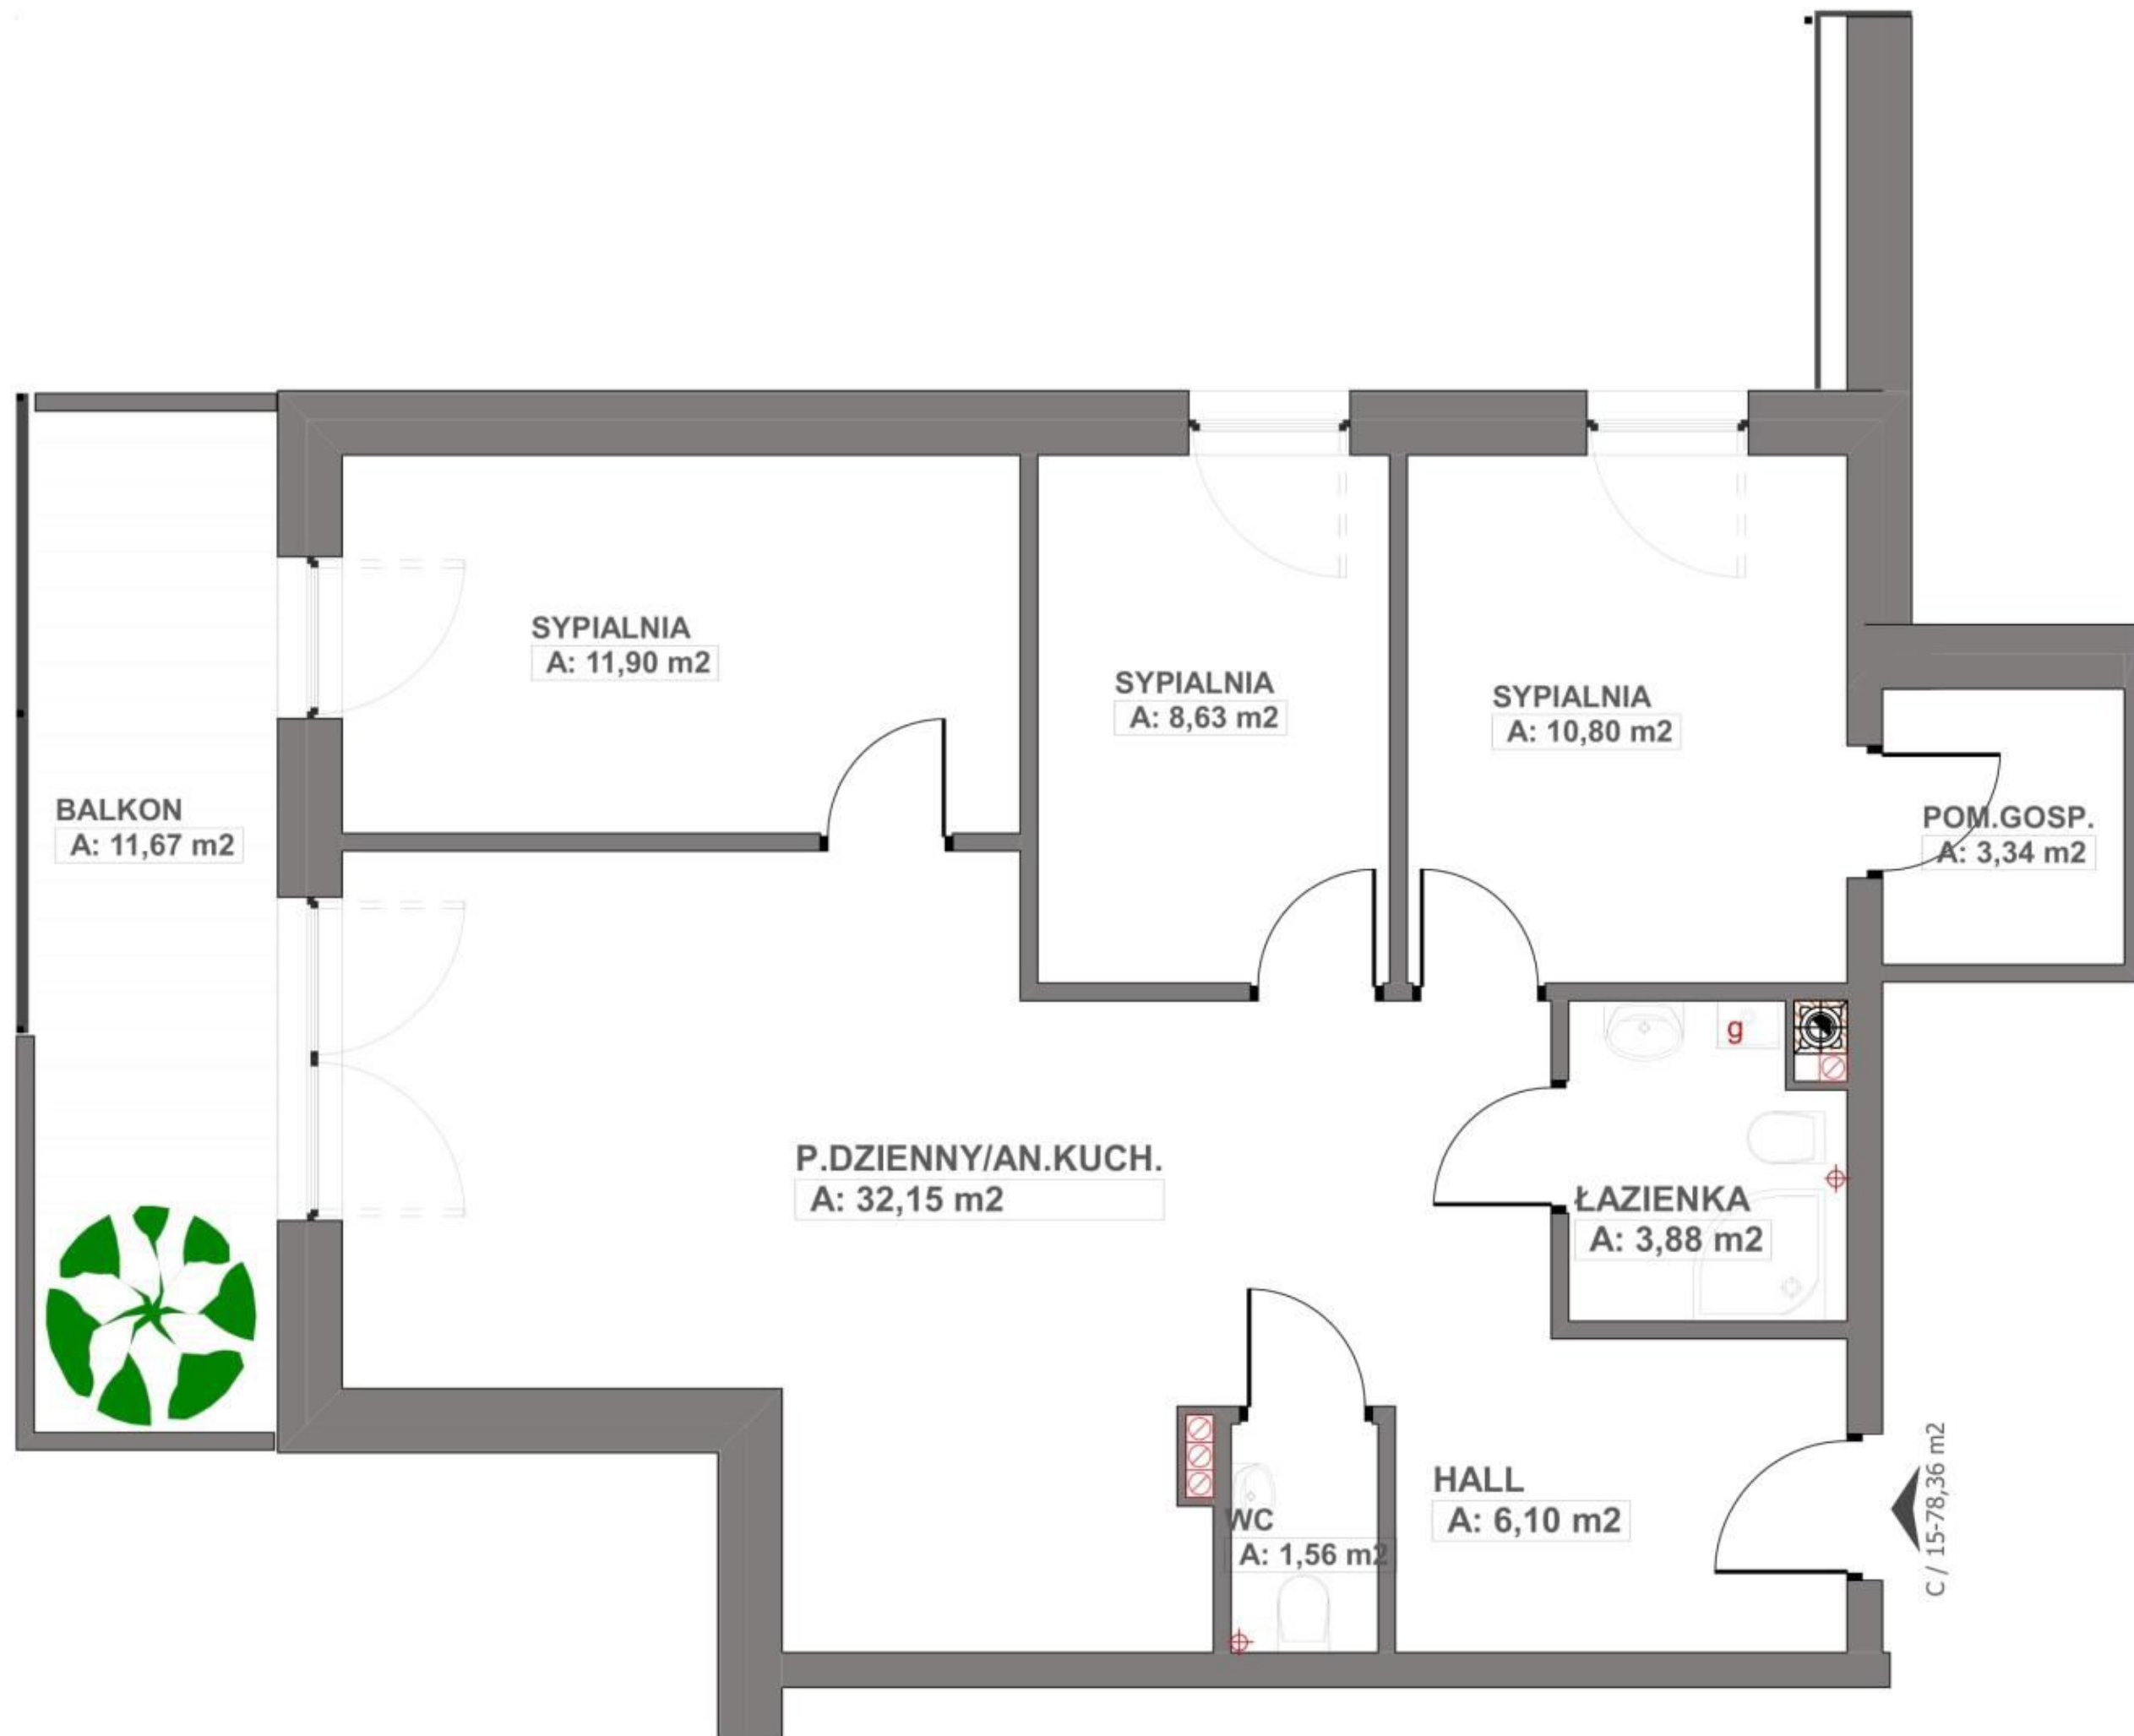 SYPIALNIA
A: 11,90 m2
SYPIALNIA
A: 8,63 m2
SYPIALNIA
A: 10,80 m2
BALKON
A: 11,67 m2
POM.GOSP.
A: 3,34 m2
g
P.DZIENNY/AN.KUCH.
A: 32,15 m2
ŁAZIENKA
A: 3,88 m2
HALL
A: 6,10 m2
WC
A: 1,56 m2
C / 15-78,36 m2